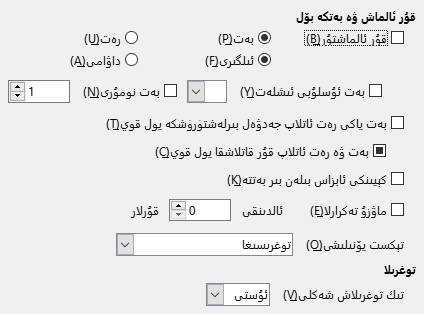 قۇر ئالماش ۋە بەتكە بۆل
قۇر ئالماشتۇر(B) بەت(P) رەت(U)
ئىلگىرى(F) داۋامى(A)
بەت ئۇسلۇبى ئىشلەت(Y) بەت نومۇرى(N) 1
بەت ياكى رەت ئاتلاپ جەدۋەل بىرلەشتۈرۈشكە يول قوي(T)
بەت ۋە رەت ئاتلاپ قۇر قاتلاشقا يول قوي(C)
كېيىنكى ئابزاس بىلەن بىر بەتتە(K)
ماۋزۇ تەكرارلا(E) ئالدىنقى 0 قۇرلار
تېكىست يۆنىلىشى(O) توغرىسىغا
توغرىلا
تىك توغرىلاش شەكلى(V) ئۈستى